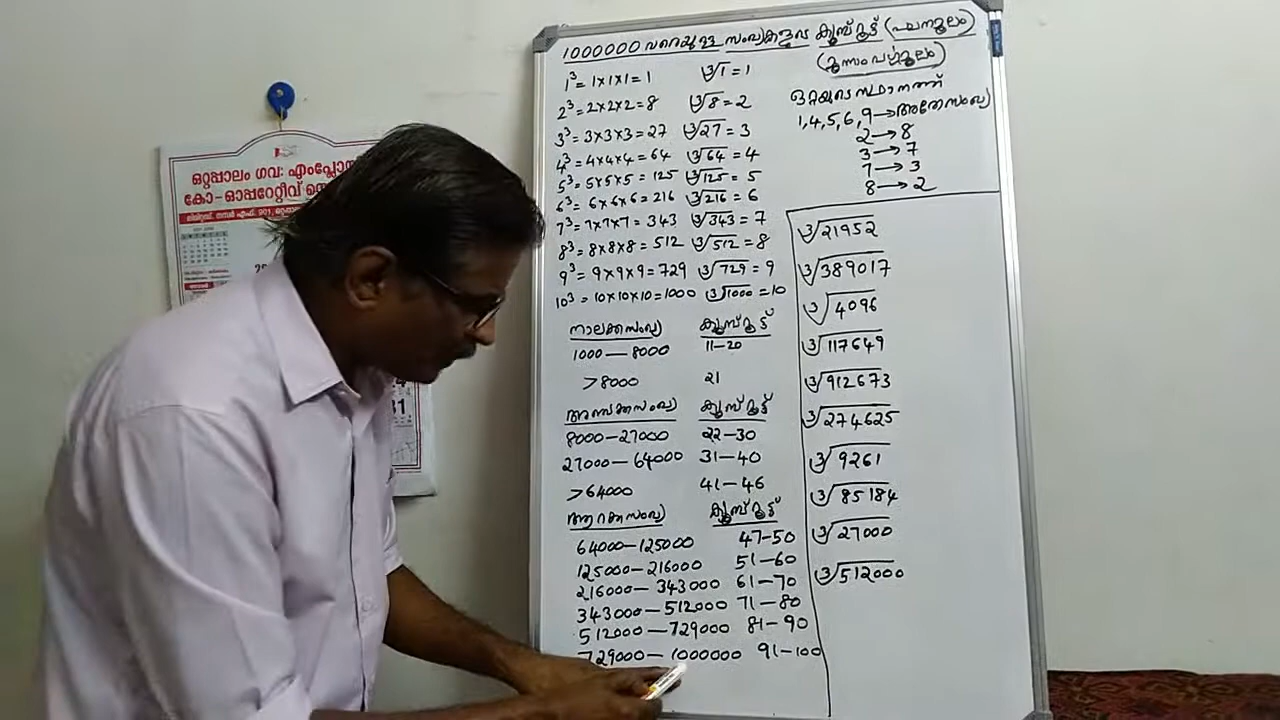 1000000 വരെയുള്ള സംഖ്യകളുടെ ക്യൂബ് റൂട്ട് (ഘനമൂലം)
(മൂന്നാംവർഗ്ഗമൂലം)
1³ = 1×1×1 = 1 ∛1 = 1
2³ = 2×2×2 = 8 ∛8 = 2
3³ = 3×3×3 = 27 ∛27 = 3
4³ = 4×4×4 = 64 ∛64 = 4
5³ = 5×5×5 = 125 ∛125 = 5
6³ = 6×6×6 = 216 ∛216 = 6
7³ = 7×7×7 = 343 ∛343 = 7
8³ = 8×8×8 = 512 ∛512 = 8
9³ = 9×9×9 = 729 ∛729 = 9
10³ = 10×10×10 = 1000 ∛1000 = 10
നാലക്കസംഖ്യ ക്യൂബ് റൂട്ട്
1000 — 8000 11-20
>8000 21
അഞ്ചക്കസംഖ്യ ക്യൂബ് റൂട്ട്
8000-27000 22-30
27000-64000 31-40
>64000 41-46
ആറക്കസംഖ്യ ക്യൂബ് റൂട്ട്
64000-125000 47-50
125000-216000 51-60
216000-343000 61-70
343000-512000 71-80
512000-729000 81-90
729000-1000000 91-100
ഒറ്റയുടെ സ്ഥാനത്ത്
1,4,5,6,9→അതേസംഖ്യ
2→8
3→7
7→3
8→2
∛21952
∛389017
∛4096
∛117649
∛912673
∛274625
∛9261
∛85184
∛27000
∛512000
ഒറ്റപ്പാലം ഗവ: എംപ്ലോ
കോ-ഓപ്പറേറ്റീവ്